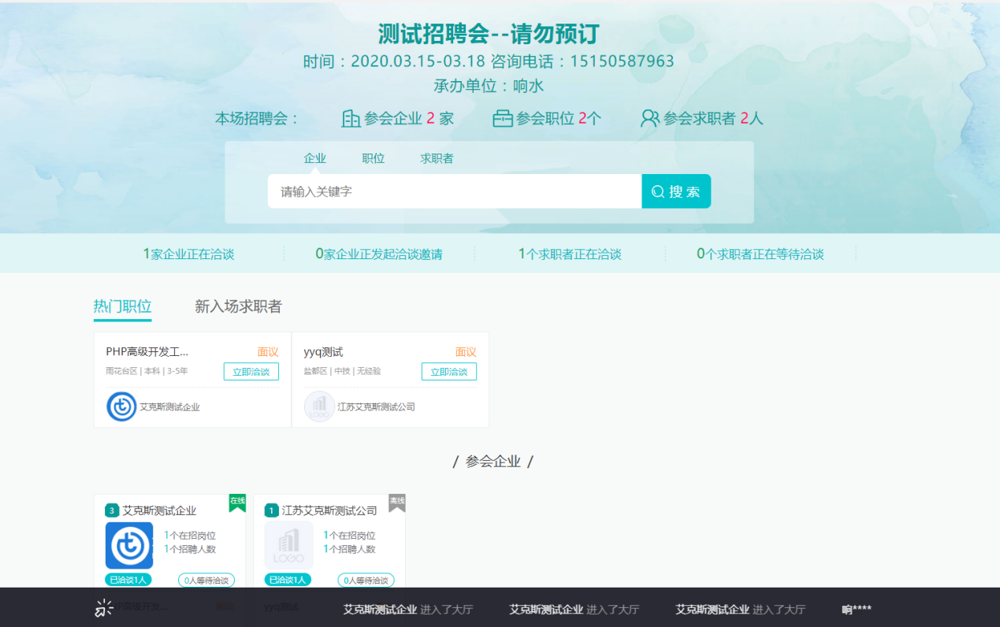 测试招聘会--请勿预订
时间：2020.03.15-03.18 咨询电话：15150587963
承办单位：响水
本场招聘会： 参会企业 2 家 参会职位 2个 参会求职者 2人
企业 职位 求职者
请输入关键字 搜 索
1家企业正在洽谈 0家企业正发起洽谈邀请 1个求职者正在洽谈 0个求职者正在等待洽谈
热门职位 新入场求职者
PHP高级开发工... 面议 yyq测试 面议
雨花台区 | 本科 | 3-5年 立即洽谈 盐都区 | 中技 | 无经验 立即洽谈
艾克斯测试企业 LOGO 江苏艾克斯测试公司
/ 参会企业 /
3 艾克斯测试企业 在线 1 江苏艾克斯测试公司 离线
1个在招岗位 1个在招岗位
1个招聘人数 LOGO 1个招聘人数
已洽谈1人 0人等待洽谈 已洽谈1人 0人等待洽谈
PHP高级开发... 面议 yyq测试
艾克斯测试企业 进入了大厅 艾克斯测试企业 进入了大厅 艾克斯测试企业 进入了大厅 响****